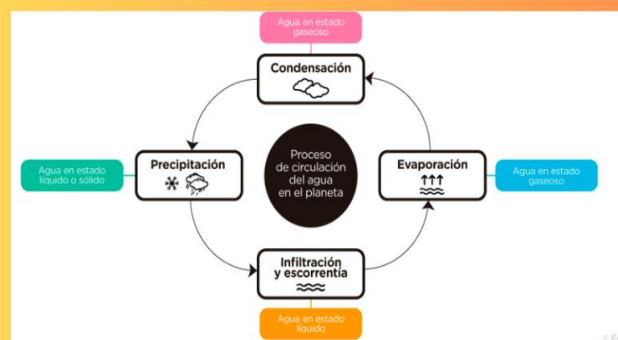 Agua en estado
gaseoso
Condensación
Agua en estado
líquido o sólido
Precipitación
Proceso
de circulación
del agua
en el planeta
Evaporación
Agua en estado
gaseoso
Infiltración
y escorrentía
Agua en estado
líquido